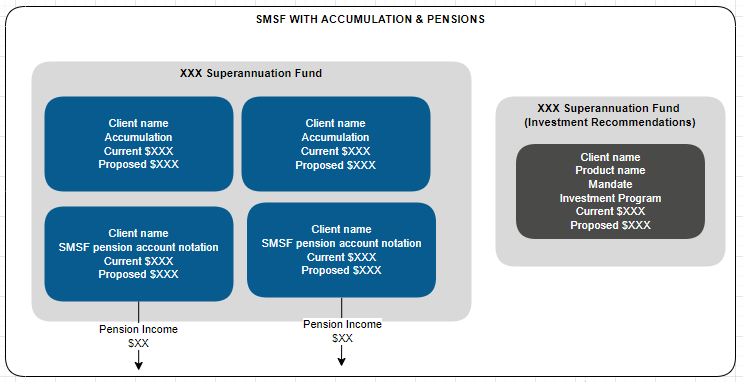 SMSF WITH ACCUMULATION & PENSIONS
XXX Superannuation Fund
Client name
Accumulation
Current $XXX
Proposed $XXX
Client name
Accumulation
Current $XXX
Proposed $XXX
Client name
SMSF pension account notation
Current $XXX
Proposed $XXX
Client name
SMSF pension account notation
Current $XXX
Proposed $XXX
Pension Income
$XX
Pension Income
$XX
XXX Superannuation Fund
(Investment Recommendations)
Client name
Product name
Mandate
Investment Program
Current $XXX
Proposed $XXX